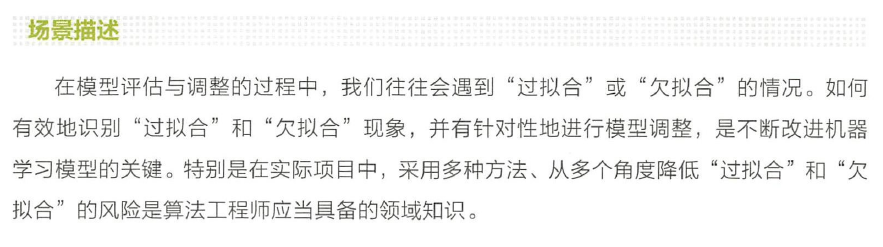 场景描述
在模型评估与调整的过程中，我们往往会遇到“过拟合”或“欠拟合”的情况。如何
有效地识别“过拟合”和“欠拟合”现象，并有针对性地进行模型调整，是不断改进机器
学习模型的关键。特别是在实际项目中，采用多种方法、从多个角度降低“过拟合”和“欠
拟合”的风险是算法工程师应当具备的领域知识。